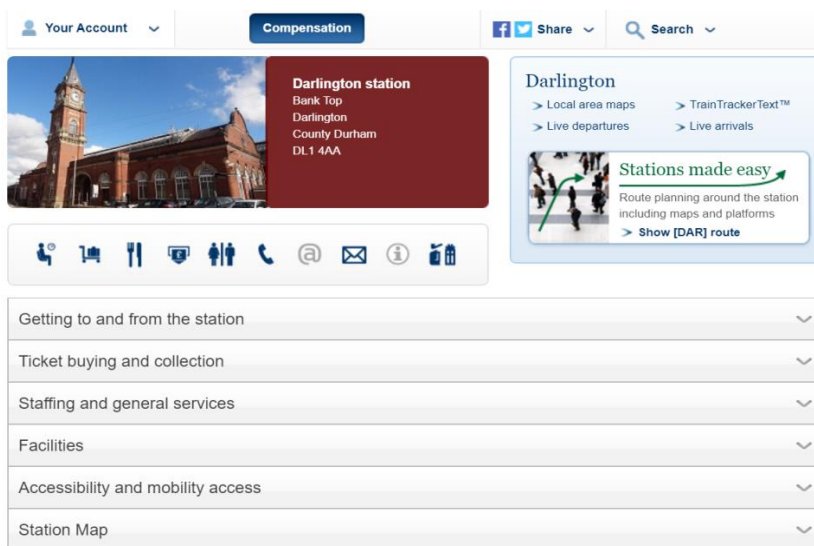 Your Account
Compensation
Share
Search
Darlington station
Bank Top
Darlington
County Durham
DL1 4AA
Darlington
Local area maps
TrainTrackerText™
Live departures
Live arrivals
Stations made easy
Route planning around the station
including maps and platforms
Show [DAR] route
Getting to and from the station
Ticket buying and collection
Staffing and general services
Facilities
Accessibility and mobility access
Station Map